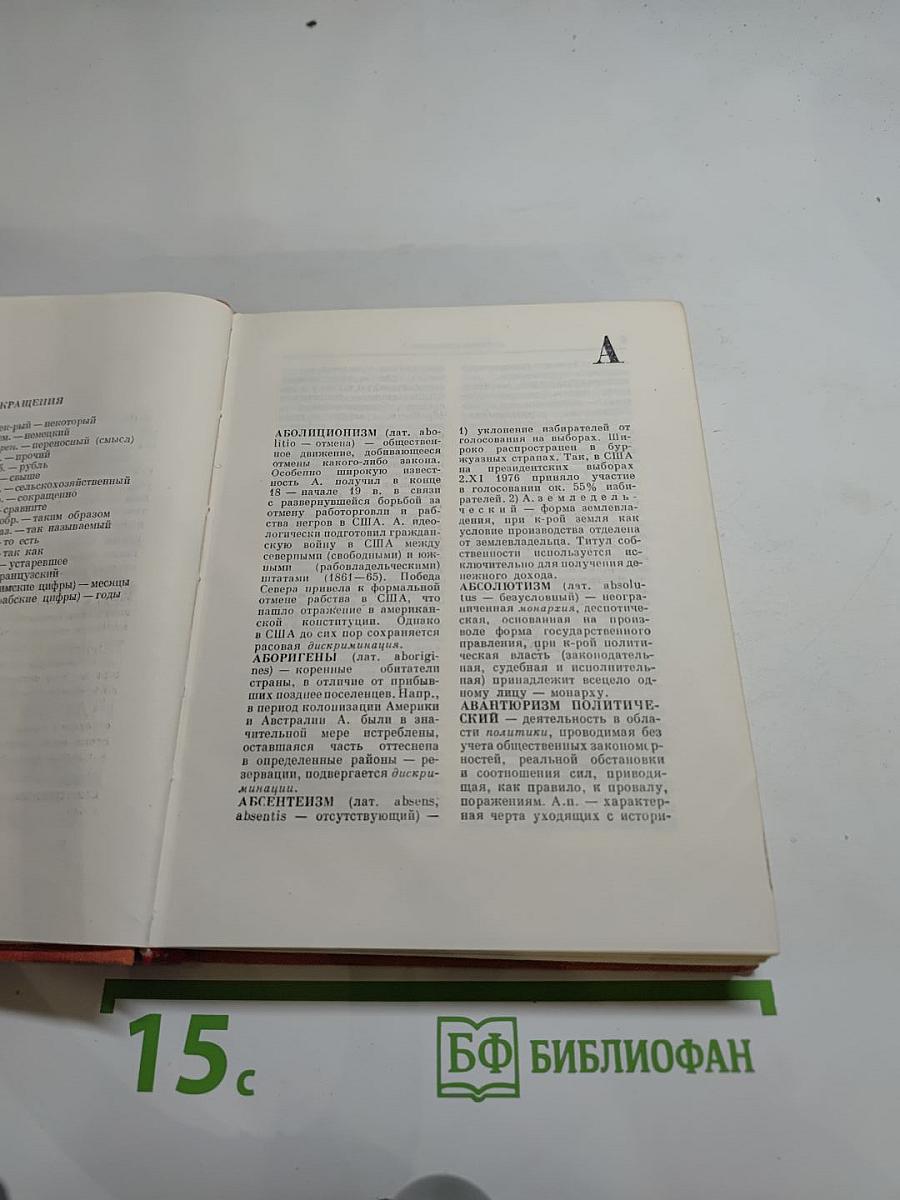 КРАЩЕНИЯ
ек-рый — некоторый
ем. — немецкий
рен. — переносный (смысл)
— прочий
б. — рубль
— свыше
— сельскохозяйственный
— сокращенно
сравните
обр. — таким образом
аз. — так называемый
то есть
так как
— устаревшее
ранцузский
имские цифры) — месяцы
рабские цифры) — годы
А
АБОЛИЦИОНИЗМ (лат. abo-
litio — отмена) — обществен-
ное движение, добивающееся
отмены какого-либо закона.
Особенно широкую извест-
ность А. получил в конце
18 — начале 19 в. в связи
с развернувшейся борьбой за
отмену работорговли и раб-
ства негров в США. А. идео-
логически подготовил граждан-
скую войну в США между
северными (свободными) и юж-
ными (рабовладельческими)
штатами (1861—65). Победа
Севера привела к формальной
отмене рабства в США, что
нашло отражение в американ-
ской конституции. Однако
в США до сих пор сохраняется
расовая дискриминация.
АБОРИГЕНЫ (лат. aborigi-
nes) — коренные обитатели
страны, в отличие от прибыв-
ших позднее поселенцев. Напр.,
в период колонизации Америки
и Австралии А. были в зна-
чительной мере истреблены,
оставшаяся часть оттеснена
в определенные районы — ре-
зервации, подвергается дискри-
минации.
АБСЕНТЕИЗМ (лат. absens,
absentis — отсутствующий) —
1) уклонение избирателей от
голосования на выборах. Ши-
роко распространен в бур-
жуазных странах. Так, в США
на президентских выборах
2.XI 1976 приняло участие
в голосовании ок. 55% изби-
рателей. 2) А. земледель-
ческий — форма землевла-
дения, при к-рой земля как
условие производства отделена
от землевладельца. Титул соб-
ственности используется ис-
ключительно для получения де-
нежного дохода.
АБСОЛЮТИЗМ (лат. absolu-
tus — безусловный) — неогра-
ниченная монархия, деспотиче-
ская, основанная на произ-
воле форма государственного
правления, при к-рой полити-
ческая власть (законодатель-
ная, судебная и исполнитель-
ная) принадлежит всецело од-
ному лицу — монарху.
АВАНТЮРИЗМ ПОЛИТИЧЕ-
СКИЙ — деятельность в обла-
сти политики, проводимая без
учета общественных закономер-
ностей, реальной обстановки
и соотношения сил, приводя-
щая, как правило, к провалу,
поражениям. А.п. — характер-
ная черта уходящих с истори-
15 с
БФ БИБЛИОФАН